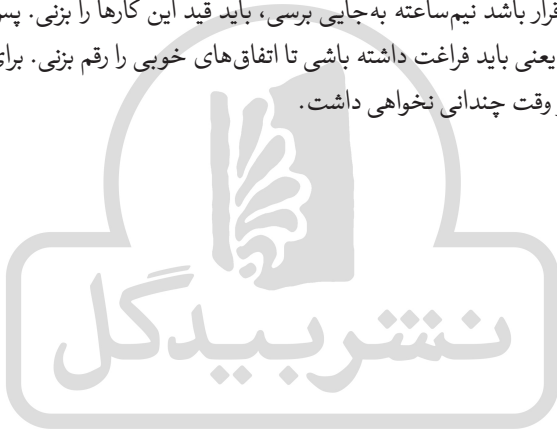 قرار باشد نیم‌ساعته به‌جایی برسی، باید قید این کارها را بزنی. پس
یعنی باید فراغت داشته باشی تا اتفاق‌های خوبی را رقم بزنی. برای
وقت چندانی نخواهی داشت.
نشر بیدگل